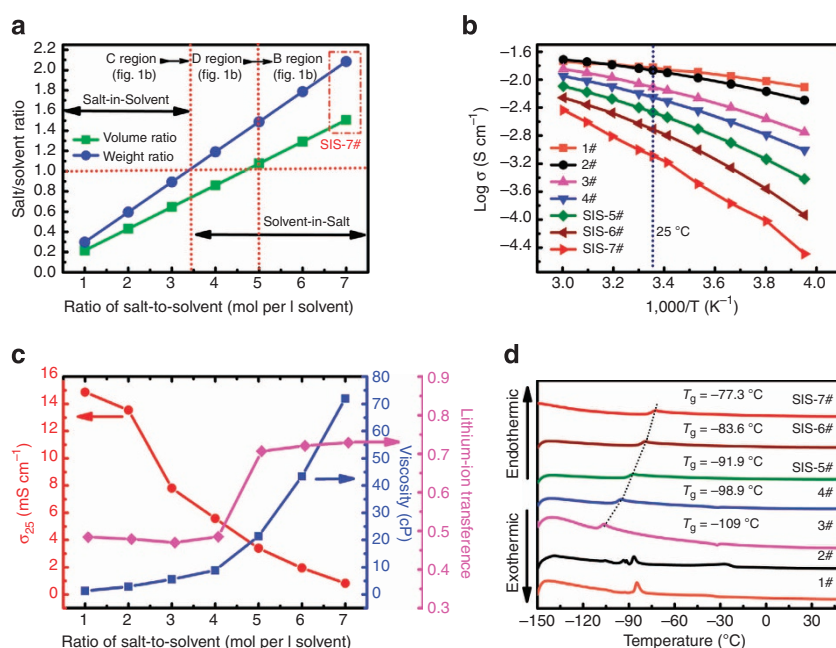 a
C region
(fig. 1b)
D region
(fig. 1b)
B region
(fig. 1b)
Salt-in-Solvent
Volume ratio
Weight ratio
SIS-7#
Solvent-in-Salt
Salt/solvent ratio
2.2
2.0
1.8
1.6
1.4
1.2
1.0
0.8
0.6
0.4
0.2
0.0
1 2 3 4 5 6 7
Ratio of salt-to-solvent (mol per l solvent)
b
Log σ (S cm−1)
−1.6
−2.0
−2.4
−2.8
−3.2
−3.6
−4.0
−4.4
1#
2#
3#
4#
SIS-5#
SIS-6#
SIS-7#
25 °C
3.0 3.2 3.4 3.6 3.8 4.0
1,000/T (K−1)
c
σ25 (mS cm−1)
16
14
12
10
8
6
4
2
0
80
70
60
50
40
30
20
10
0
Viscosity (cP)
0.9
0.8
0.7
0.6
0.5
0.4
0.3
Lithium-ion transference
1 2 3 4 5 6 7
Ratio of salt-to-solvent (mol per l solvent)
d
Endothermic
Exothermic
Tg = −77.3 °C SIS-7#
Tg = −83.6 °C SIS-6#
Tg = −91.9 °C SIS-5#
Tg = −98.9 °C 4#
Tg = −109 °C 3#
2#
1#
−150 −120 −90 −60 −30 0 30
Temperature (°C)